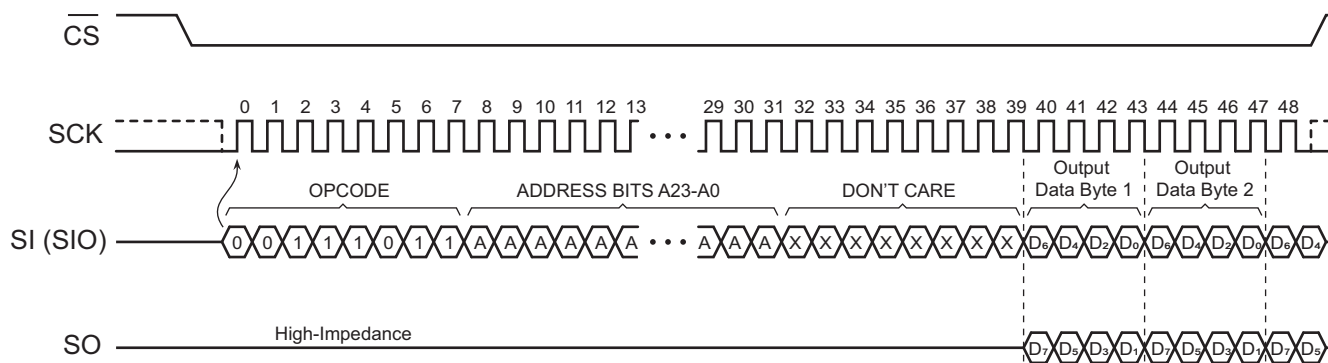 CS
0 1 2 3 4 5 6 7 8 9 10 11 12 13 29 30 31 32 33 34 35 36 37 38 39 40 41 42 43 44 45 46 47 48
SCK
OPCODE ADDRESS BITS A23-A0 DON'T CARE Output Data Byte 1 Output Data Byte 2
SI (SIO) 0 0 1 1 1 0 1 1 A A A A A A A A A X X X X X X X X D₆ D₄ D₂ D₀ D₆ D₄ D₂ D₀ D₆ D₄
High-Impedance
SO D₇ D₅ D₃ D₁ D₇ D₅ D₃ D₁ D₇ D₅